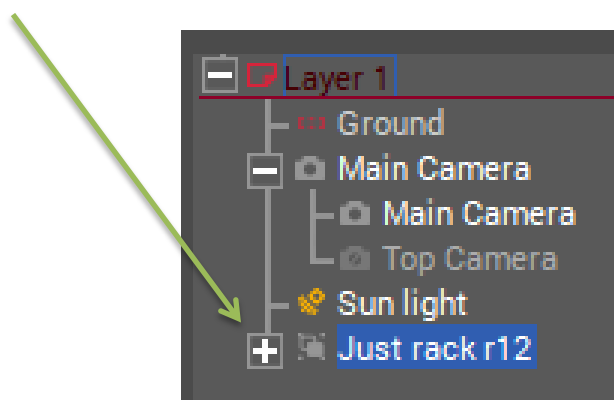 Layer 1
Ground
Main Camera
Main Camera
Top Camera
Sun light
Just rack r12